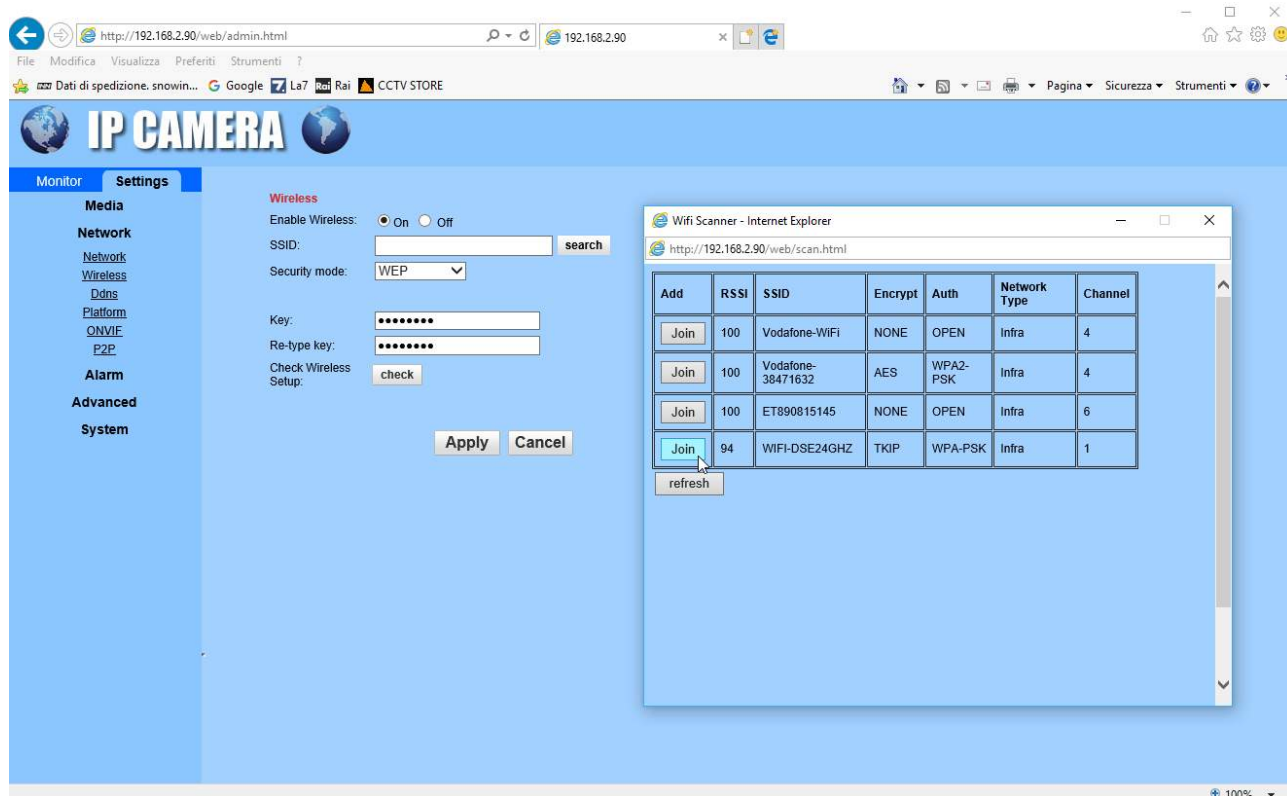 http://192.168.2.90/web/admin.html
192.168.2.90
File Modifica Visualizza Preferiti Strumenti ?
Dati di spedizione. snowin... Google La7 Rai Rai CCTV STORE
Pagina Sicurezza Strumenti
IP CAMERA
Monitor Settings
Media
Network
Network
Wireless
Ddns
Platform
ONVIF
P2P
Alarm
Advanced
System
Wireless
Enable Wireless: On Off
SSID: search
Security mode: WEP
Key: ••••••••
Re-type key: ••••••••
Check Wireless
Setup: check
Apply Cancel
Wifi Scanner - Internet Explorer
http://192.168.2.90/web/scan.html
Add RSSI SSID Encrypt Auth Network Type Channel
Join 100 Vodafone-WiFi NONE OPEN Infra 4
Join 100 Vodafone-38471632 AES WPA2-PSK Infra 4
Join 100 ET890815145 NONE OPEN Infra 6
Join 94 WIFI-DSE24GHZ TKIP WPA-PSK Infra 1
refresh
100%